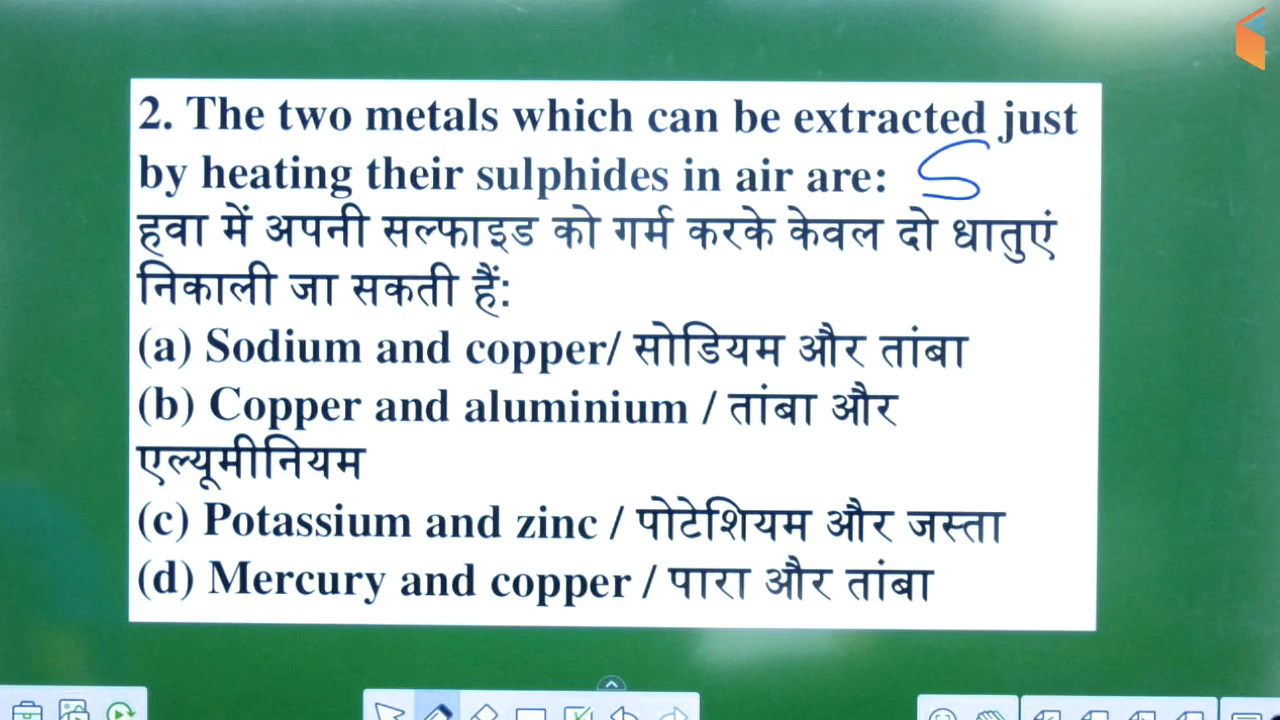 2. The two metals which can be extracted just
by heating their sulphides in air are: S
हवा में अपनी सल्फाइड को गर्म करके केवल दो धातुएं
निकाली जा सकती हैं:
(a) Sodium and copper/ सोडियम और तांबा
(b) Copper and aluminium / तांबा और
एल्यूमीनियम
(c) Potassium and zinc / पोटेशियम और जस्ता
(d) Mercury and copper / पारा और तांबा